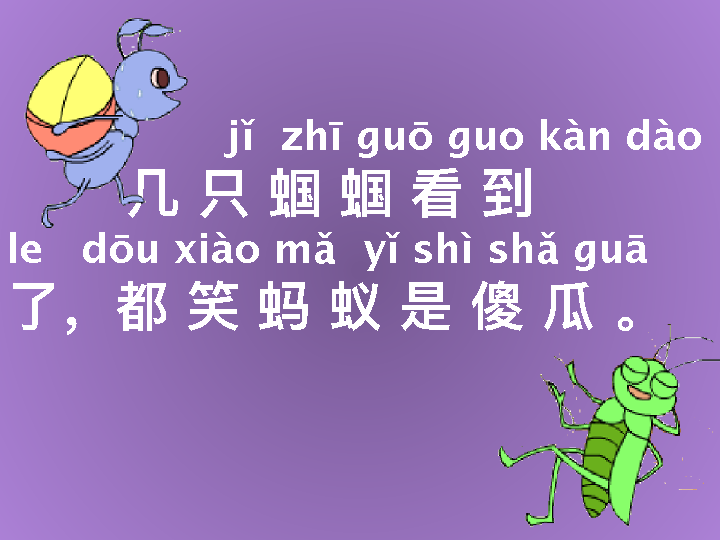 jǐ zhī guō guo kàn dào
几 只 蝈 蝈 看 到
le dōu xiào mǎ yǐ shì shǎ guā
了， 都 笑 蚂 蚁 是 傻 瓜 。